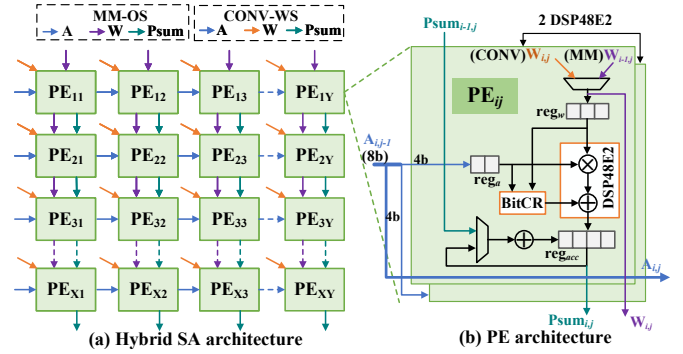 MM-OS
CONV-WS
A W Psum
A W Psum
PE11 PE12 PE13 PE1Y
PE21 PE22 PE23 PE2Y
PE31 PE32 PE33 PE3Y
PEX1 PEX2 PEX3 PEXY
(a) Hybrid SA architecture
Psumi-1,j
2 DSP48E2
(CONV)Wi,j
(MM)Wi-1,j
PEij
regw
Ai,j-1
(8b)
4b
4b
rega
BitCR
DSP48E2
regacc
Ai,j
Psumi,j
Wi,j
(b) PE architecture